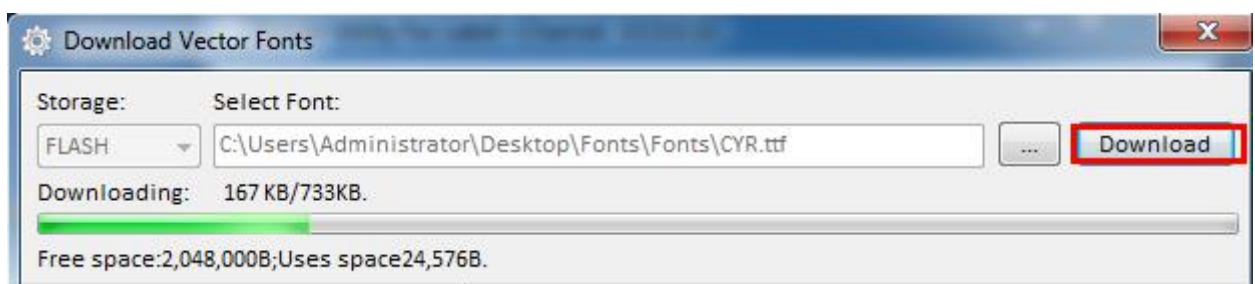 Download Vector Fonts
Storage: Select Font:
FLASH C:\Users\Administrator\Desktop\Fonts\Fonts\CYR.ttf ... Download
Downloading: 167 KB/733KB.
Free space:2,048,000B;Uses space24,576B.